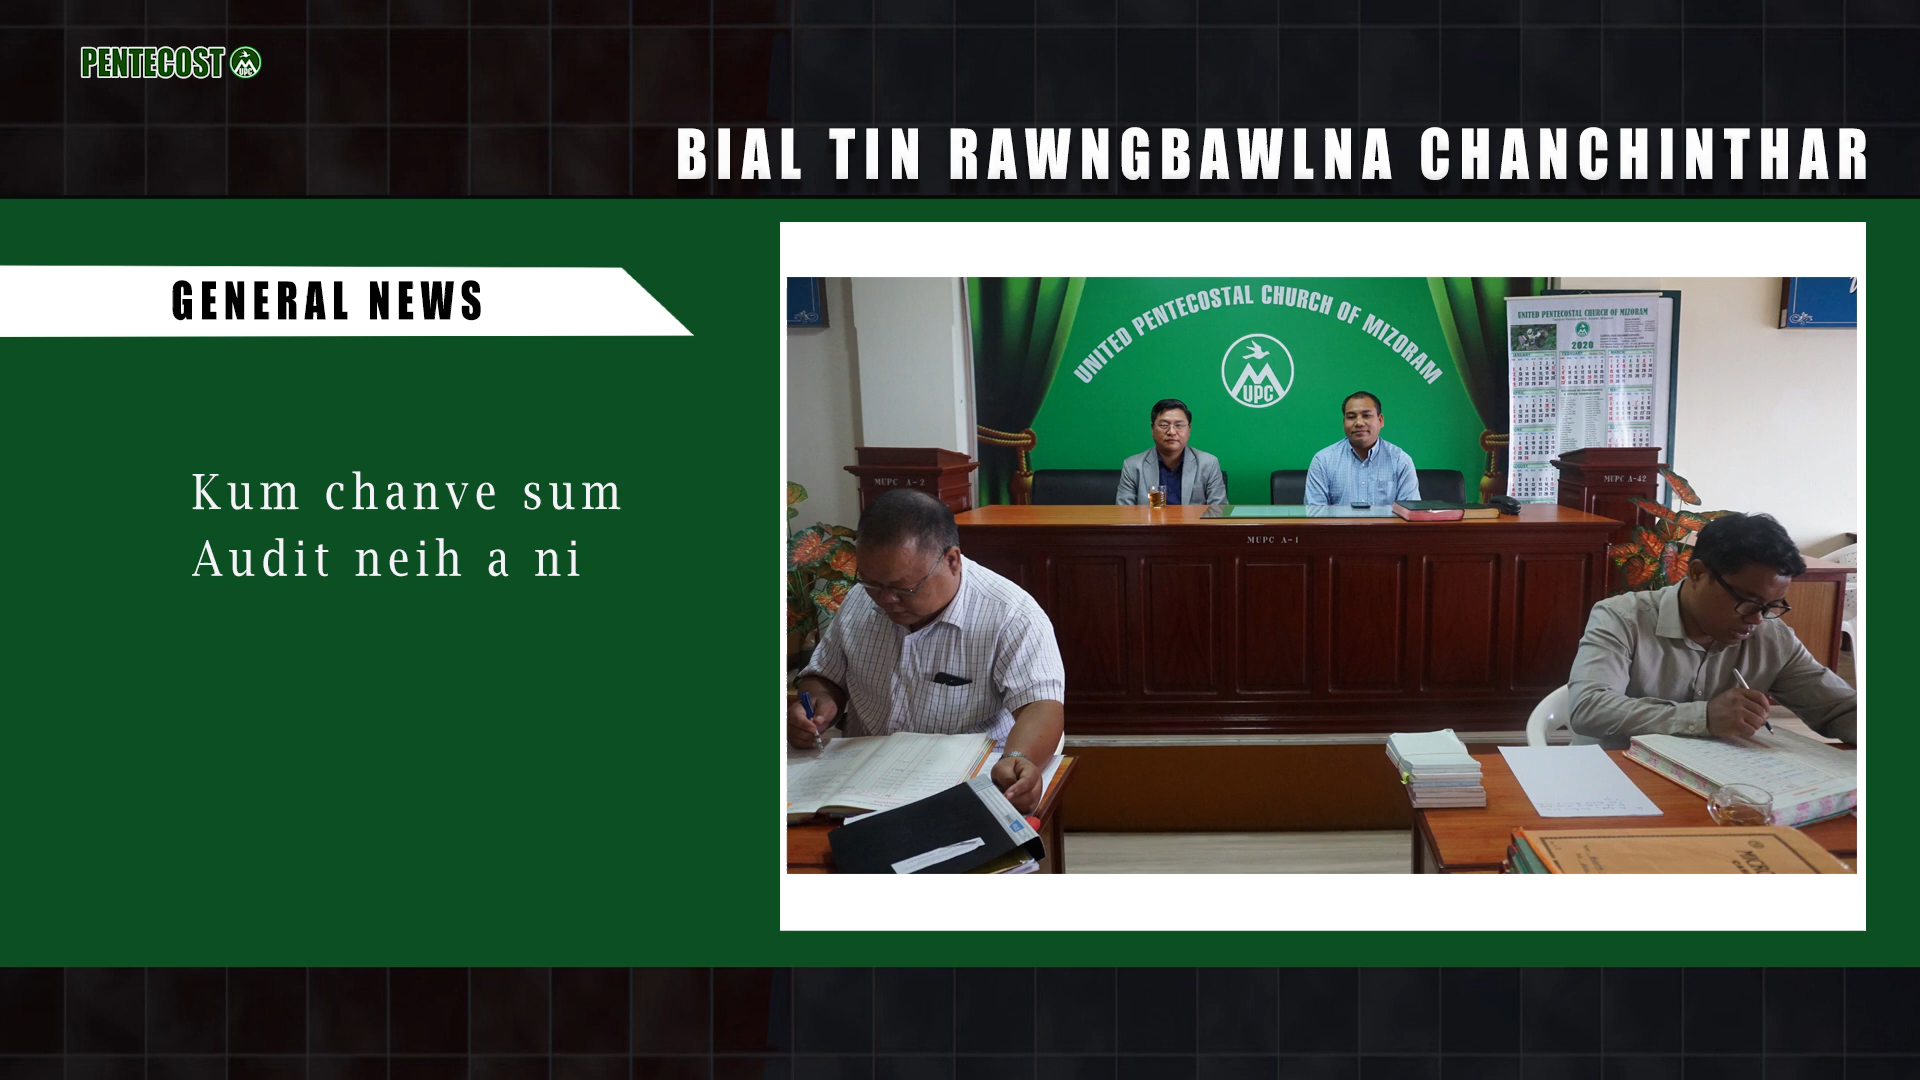 PENTECOST
UPC
BIAL TIN RAWNGBAWLNA CHANCHINTHAR
GENERAL NEWS
Kum chanve sum
Audit neih a ni
UNITED PENTECOSTAL CHURCH OF MIZORAM
UPC
UNITED PENTECOSTAL CHURCH OF MIZORAM
2020
MUPC A-2
MUPC A-42
MUPC A-1